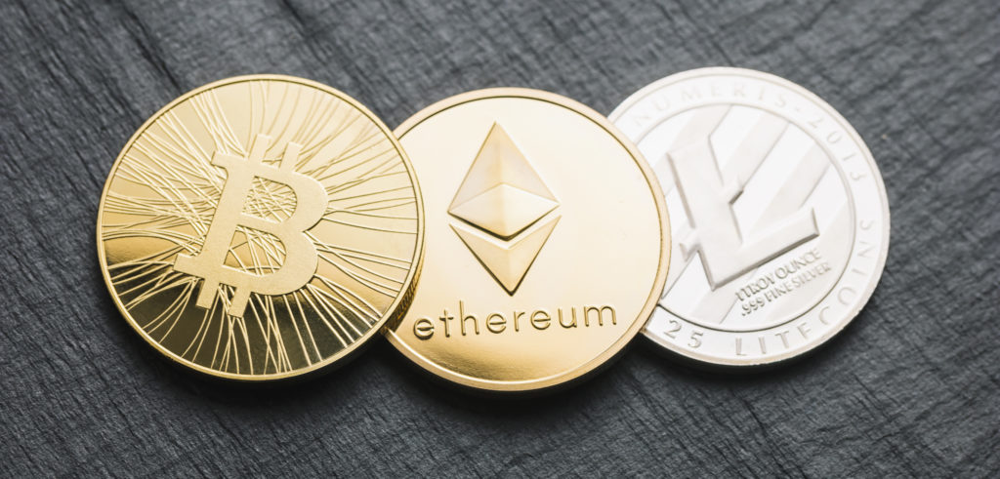 ethereum
NUMERIS • 2013
1 TROY OUNCE
.999 FINE SILVER
25 LITECOINS